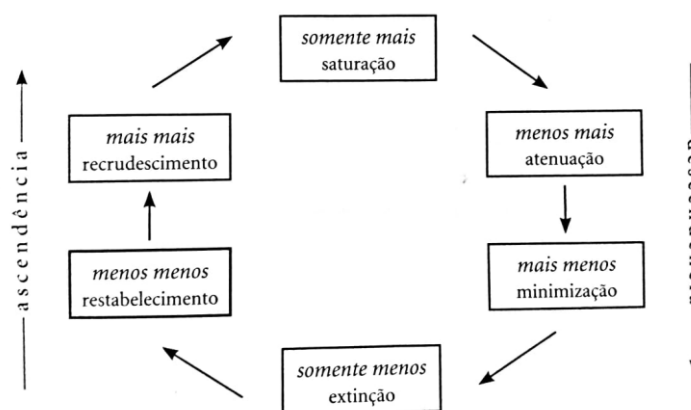 somente mais
saturação
mais mais
recrudescimento
menos mais
atenuação
ascendência
menos menos
restabelecimento
mais menos
minimização
somente menos
extinção